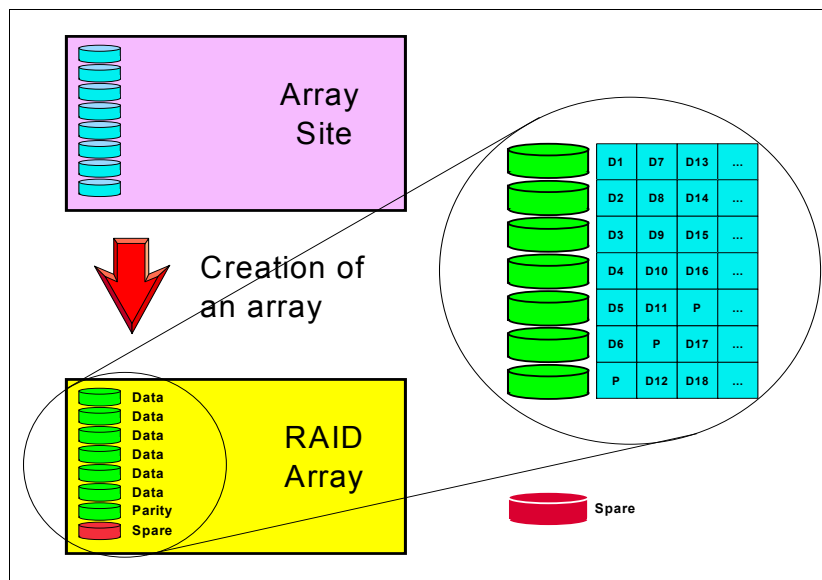 Array
Site
Creation of
an array
Data
Data
Data
Data
Data
Data
Parity
Spare
RAID
Array
D1 D7 D13 ...
D2 D8 D14 ...
D3 D9 D15 ...
D4 D10 D16 ...
D5 D11 P ...
D6 P D17 ...
P D12 D18 ...
Spare